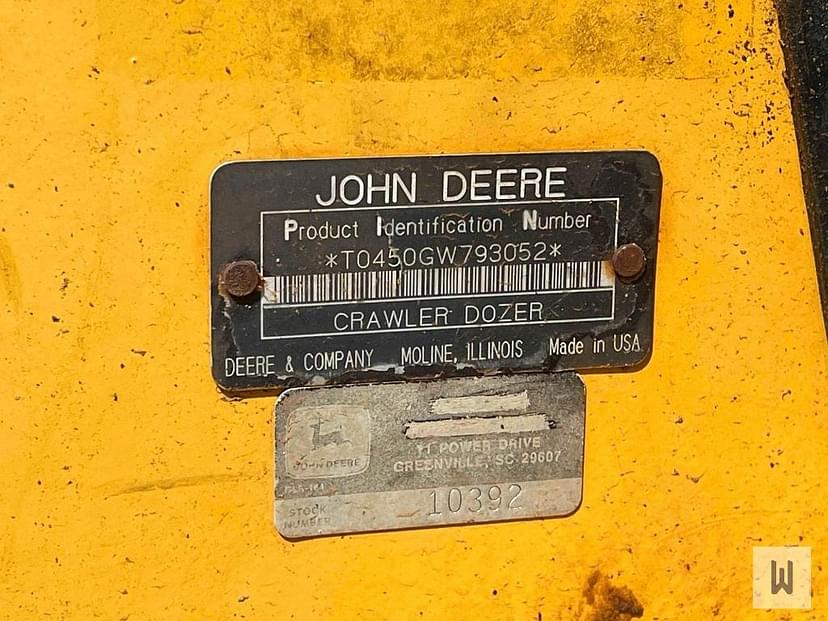 JOHN DEERE
Product Identification Number
*T0450GW793052*
CRAWLER DOZER
DEERE & COMPANY MOLINE, ILLINOIS Made in USA
JOHN DEERE
11 POWER DRIVE
GREENVILLE, SC 29607
STOCK
NUMBER
10392
W